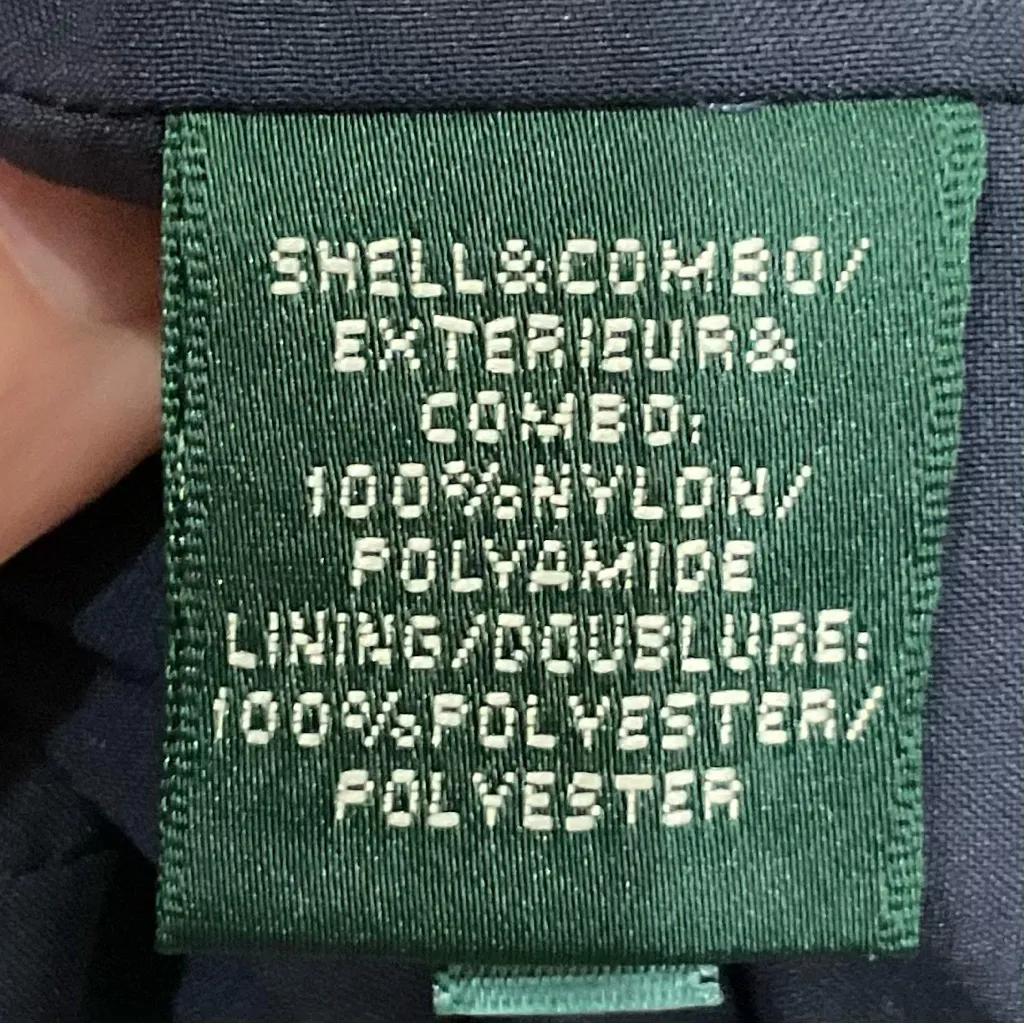 SHELL&COMBO/
EXTERIEUR&
COMBO:
100%NYLON/
POLYAMIDE
LINING/DOUBLURE:
100%POLYESTER/
POLYESTER